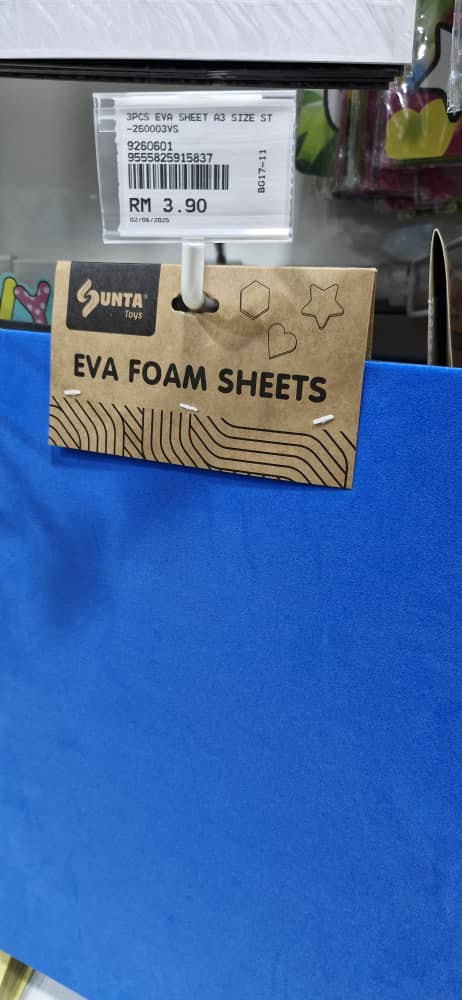 3PCS EVA SHEET A3 SIZE ST
-260003VS
9260601
9555825915837
BG17-11
RM 3.90
02/06/2025
SUNTA®
Toys
EVA FOAM SHEETS